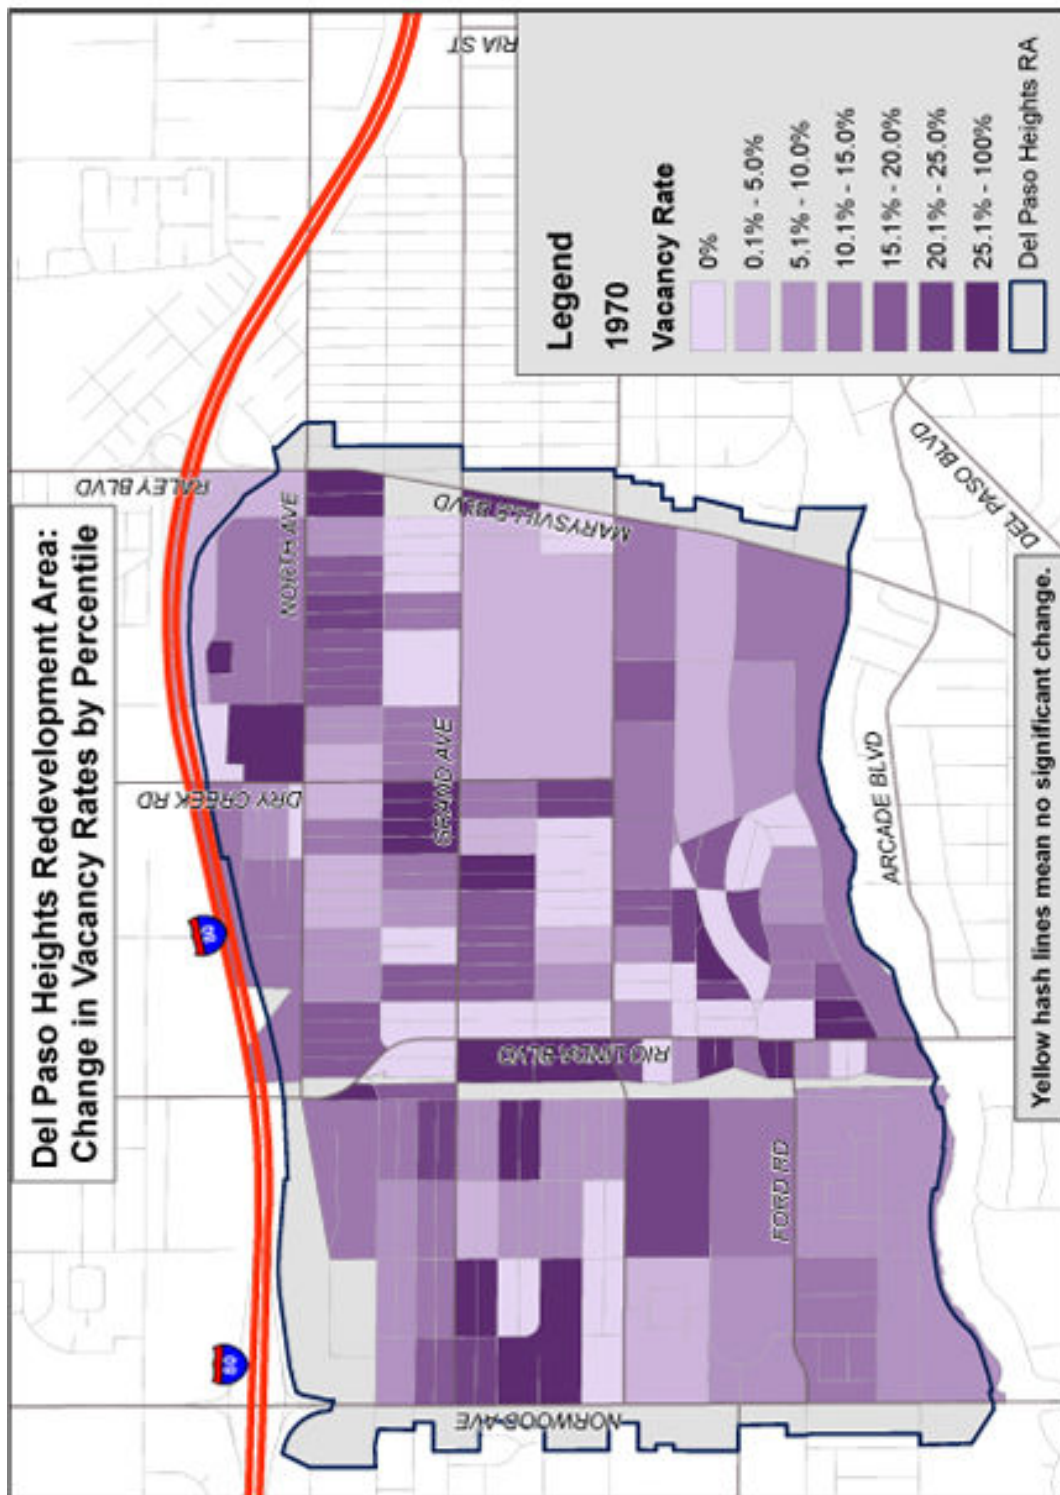 Del Paso Heights Redevelopment Area:
Change in Vacancy Rates by Percentile
80
80
RALEY BLVD
NORTH AVE
DRY CREEK RD
MARYSVILLE BLVD
GRAND AVE
RIO LINDA BLVD
NORWOOD AVE
FORD RD
ARCADE BLVD
DEL PASO BLVD
RIA ST
Legend
1970
Vacancy Rate
0%
0.1% - 5.0%
5.1% - 10.0%
10.1% - 15.0%
15.1% - 20.0%
20.1% - 25.0%
25.1% - 100%
Del Paso Heights RA
Yellow hash lines mean no significant change.